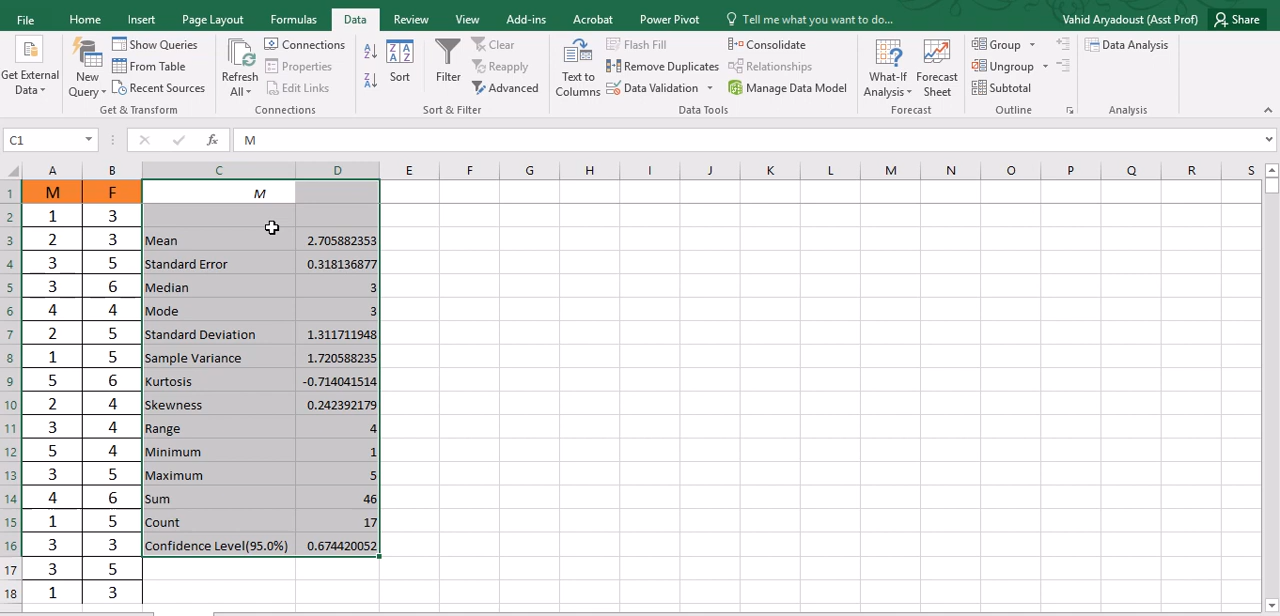 File Home Insert Page Layout Formulas Data Review View Add-ins Acrobat Power Pivot Tell me what you want to do... Vahid Aryadoust (Asst Prof) Share
Get External Data
New Query
Show Queries
From Table
Recent Sources
Get & Transform
Refresh All
Connections
Properties
Edit Links
Connections
Sort
Filter
Clear
Reapply
Advanced
Sort & Filter
Text to Columns
Flash Fill
Remove Duplicates
Data Validation
Consolidate
Relationships
Manage Data Model
Data Tools
What-If Analysis
Forecast Sheet
Forecast
Group
Ungroup
Subtotal
Outline
Data Analysis
Analysis
C1 fx M
A B C D E F G H I J K L M N O P Q R S
1 M F M
2 1 3
3 2 3 Mean 2.705882353
4 3 5 Standard Error 0.318136877
5 3 6 Median 3
6 4 4 Mode 3
7 2 5 Standard Deviation 1.311711948
8 1 5 Sample Variance 1.720588235
9 5 6 Kurtosis -0.714041514
10 2 4 Skewness 0.242392179
11 3 4 Range 4
12 5 4 Minimum 1
13 3 5 Maximum 5
14 4 6 Sum 46
15 1 5 Count 17
16 3 3 Confidence Level(95.0%) 0.674420052
17 3 5
18 1 3